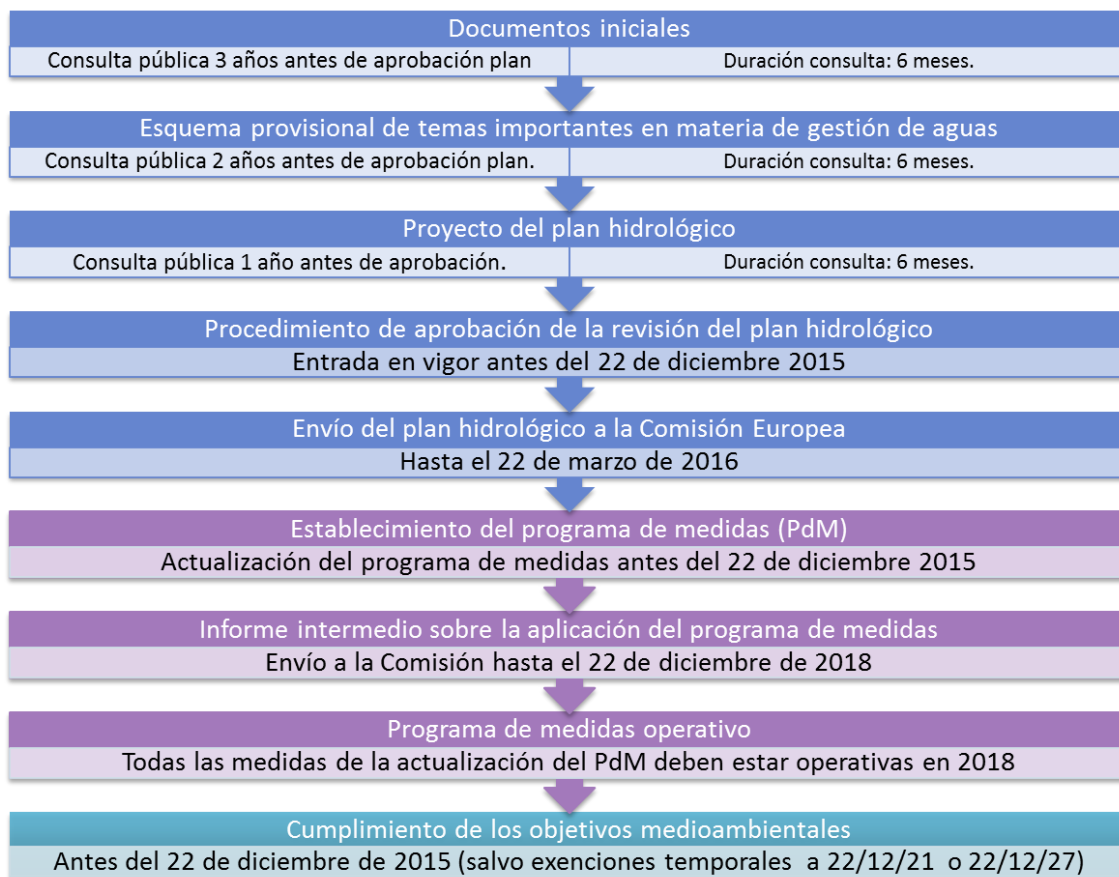 Documentos iniciales
Consulta pública 3 años antes de aprobación plan
Duración consulta: 6 meses.
Esquema provisional de temas importantes en materia de gestión de aguas
Consulta pública 2 años antes de aprobación plan.
Duración consulta: 6 meses.
Proyecto del plan hidrológico
Consulta pública 1 año antes de aprobación.
Duración consulta: 6 meses.
Procedimiento de aprobación de la revisión del plan hidrológico
Entrada en vigor antes del 22 de diciembre 2015
Envío del plan hidrológico a la Comisión Europea
Hasta el 22 de marzo de 2016
Establecimiento del programa de medidas (PdM)
Actualización del programa de medidas antes del 22 de diciembre 2015
Informe intermedio sobre la aplicación del programa de medidas
Envío a la Comisión hasta el 22 de diciembre de 2018
Programa de medidas operativo
Todas las medidas de la actualización del PdM deben estar operativas en 2018
Cumplimiento de los objetivos medioambientales
Antes del 22 de diciembre de 2015 (salvo exenciones temporales a 22/12/21 o 22/12/27)